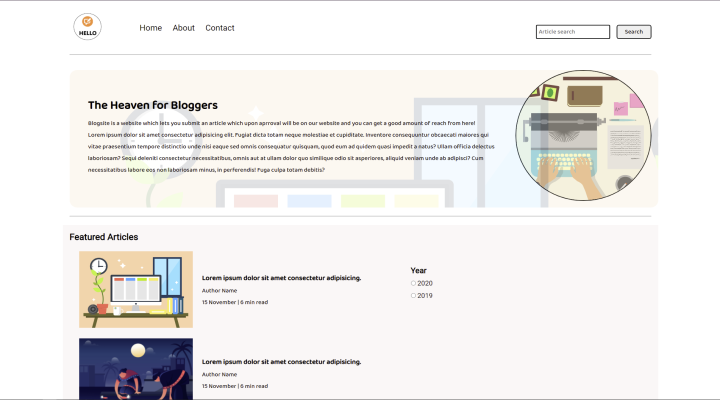 HELLO
Home About Contact
Article search
Search
The Heaven for Bloggers
Blogsite is a website which lets you submit an article which upon aprroval will be on our website and you can get a good amount of reach from here!
Lorem ipsum dolor sit amet consectetur adipisicing elit. Fugiat dicta totam neque molestiae et cupiditate. Inventore consequuntur obcaecati maiores qui
vitae praesentium tempore distinctio unde nisi eaque sed omnis consequatur quisquam, quod eum ad quidem quasi impedit a natus? Ullam officia delectus
laboriosam? Sequi deleniti consectetur necessitatibus, omnis aut at ullam dolor quo similique odio sit asperiores, aliquid veniam unde ab adipisci? Cum
necessitatibus labore eos non laboriosam minus, in perferendis! Fuga culpa totam debitis?
Featured Articles
Lorem ipsum dolor sit amet consectetur adipisicing.
Author Name
15 November | 6 min read
Year
2020
2019
Lorem ipsum dolor sit amet consectetur adipisicing.
Author Name
15 November | 6 min read